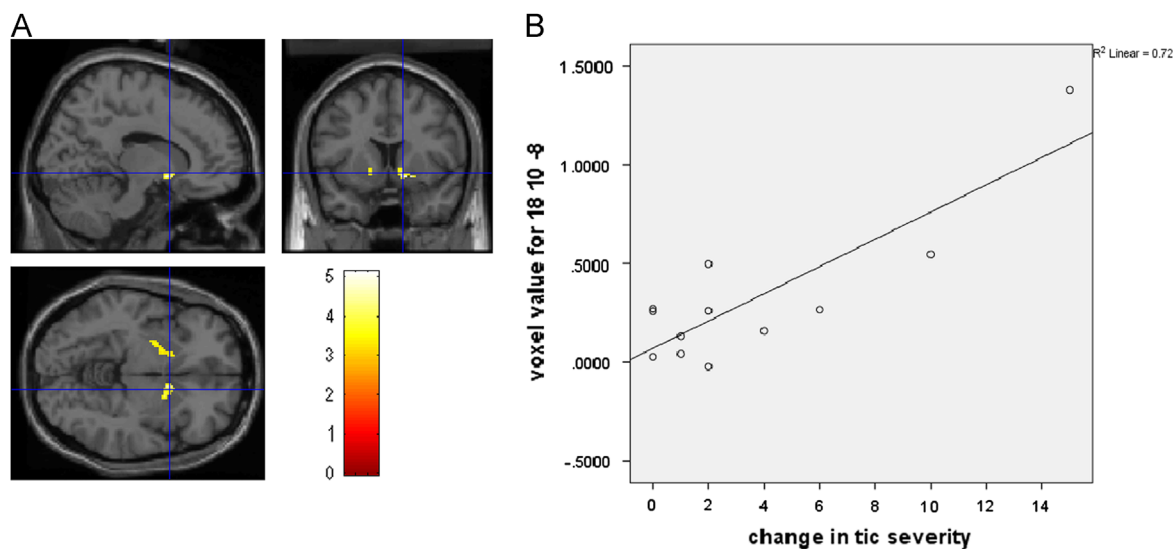 A
B
5
4
3
2
1
0
R² Linear = 0.72
1.5000
1.0000
.5000
.0000
-.5000
voxel value for 18 10 -8
0 2 4 6 8 10 12 14
change in tic severity